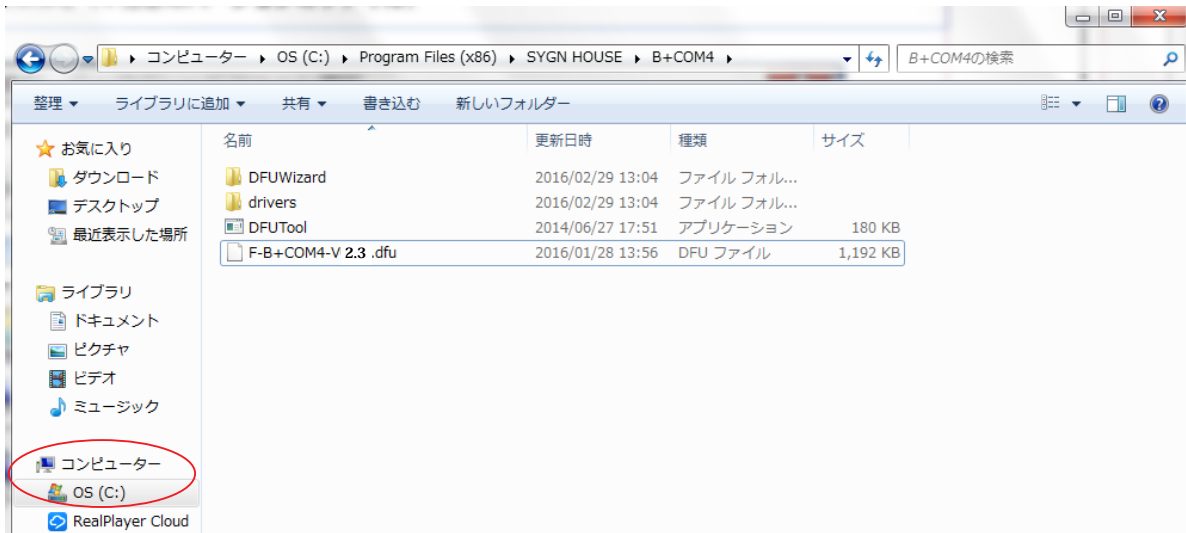 コンピューター ▸ OS (C:) ▸ Program Files (x86) ▸ SYGN HOUSE ▸ B+COM4 ▸
B+COM4の検索
整理 ▼ ライブラリに追加 ▼ 共有 ▼ 書き込む 新しいフォルダー
名前 更新日時 種類 サイズ
DFUWizard 2016/02/29 13:04 ファイル フォル...
drivers 2016/02/29 13:04 ファイル フォル...
DFUTool 2014/06/27 17:51 アプリケーション 180 KB
F-B+COM4-V 2.3 .dfu 2016/01/28 13:56 DFU ファイル 1,192 KB
お気に入り
ダウンロード
デスクトップ
最近表示した場所
ライブラリ
ドキュメント
ピクチャ
ビデオ
ミュージック
コンピューター
OS (C:)
RealPlayer Cloud